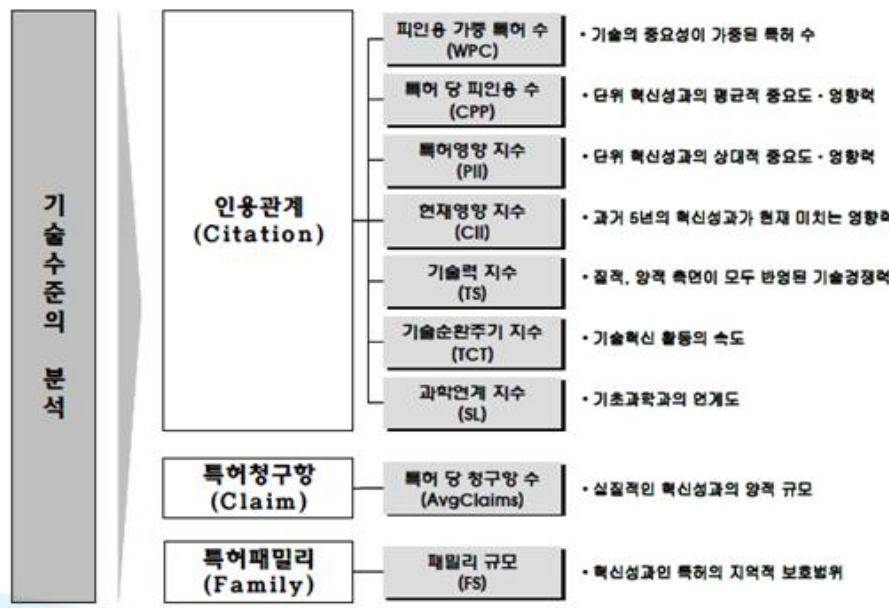 기술수준의 분석
인용관계
(Citation)
피인용 가중 특허 수
(WPC)
• 기술의 중요성이 가중된 특허 수
특허 당 피인용 수
(CPP)
• 단위 혁신성과의 평균적 중요도 · 영향력
특허영향 지수
(PII)
• 단위 혁신성과의 상대적 중요도 · 영향력
현재영향 지수
(CII)
• 과거 5년의 혁신성과가 현재 미치는 영향력
기술력 지수
(TS)
• 질적, 양적 측면이 모두 반영된 기술경쟁력
기술순환주기 지수
(TCT)
• 기술혁신 활동의 속도
과학연계 지수
(SL)
• 기초과학과의 연계도
특허청구항
(Claim)
특허 당 청구항 수
(AvgClaims)
• 실질적인 혁신성과의 양적 규모
특허패밀리
(Family)
패밀리 규모
(FS)
• 혁신성과인 특허의 지역적 보호범위